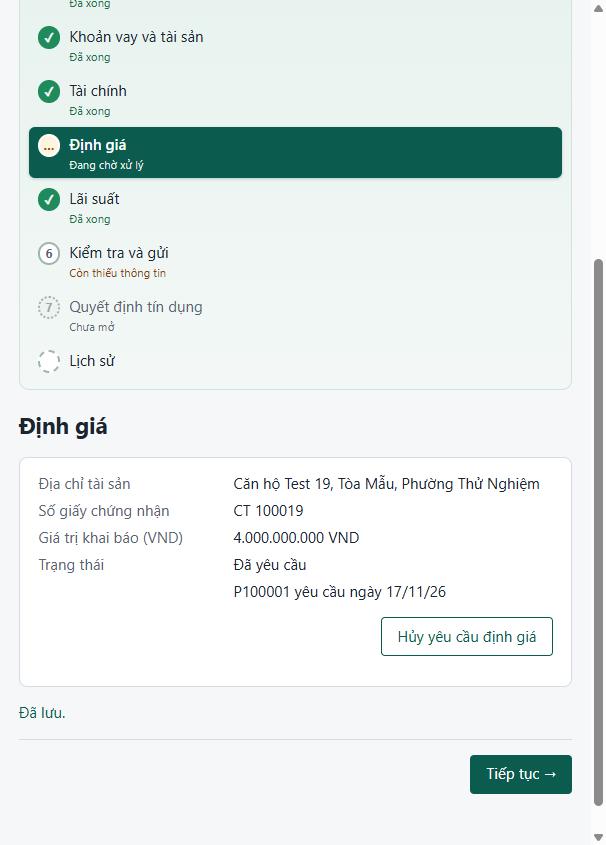 Đã xong
Khoản vay và tài sản
Đã xong
Tài chính
Đã xong
... Định giá
Đang chờ xử lý
Lãi suất
Đã xong
6 Kiểm tra và gửi
Còn thiếu thông tin
7 Quyết định tín dụng
Chưa mở
Lịch sử
Định giá
Địa chỉ tài sản Căn hộ Test 19, Tòa Mẫu, Phường Thử Nghiệm
Số giấy chứng nhận CT 100019
Giá trị khai báo (VND) 4.000.000.000 VND
Trạng thái Đã yêu cầu
P100001 yêu cầu ngày 17/11/26
Hủy yêu cầu định giá
Đã lưu.
Tiếp tục →